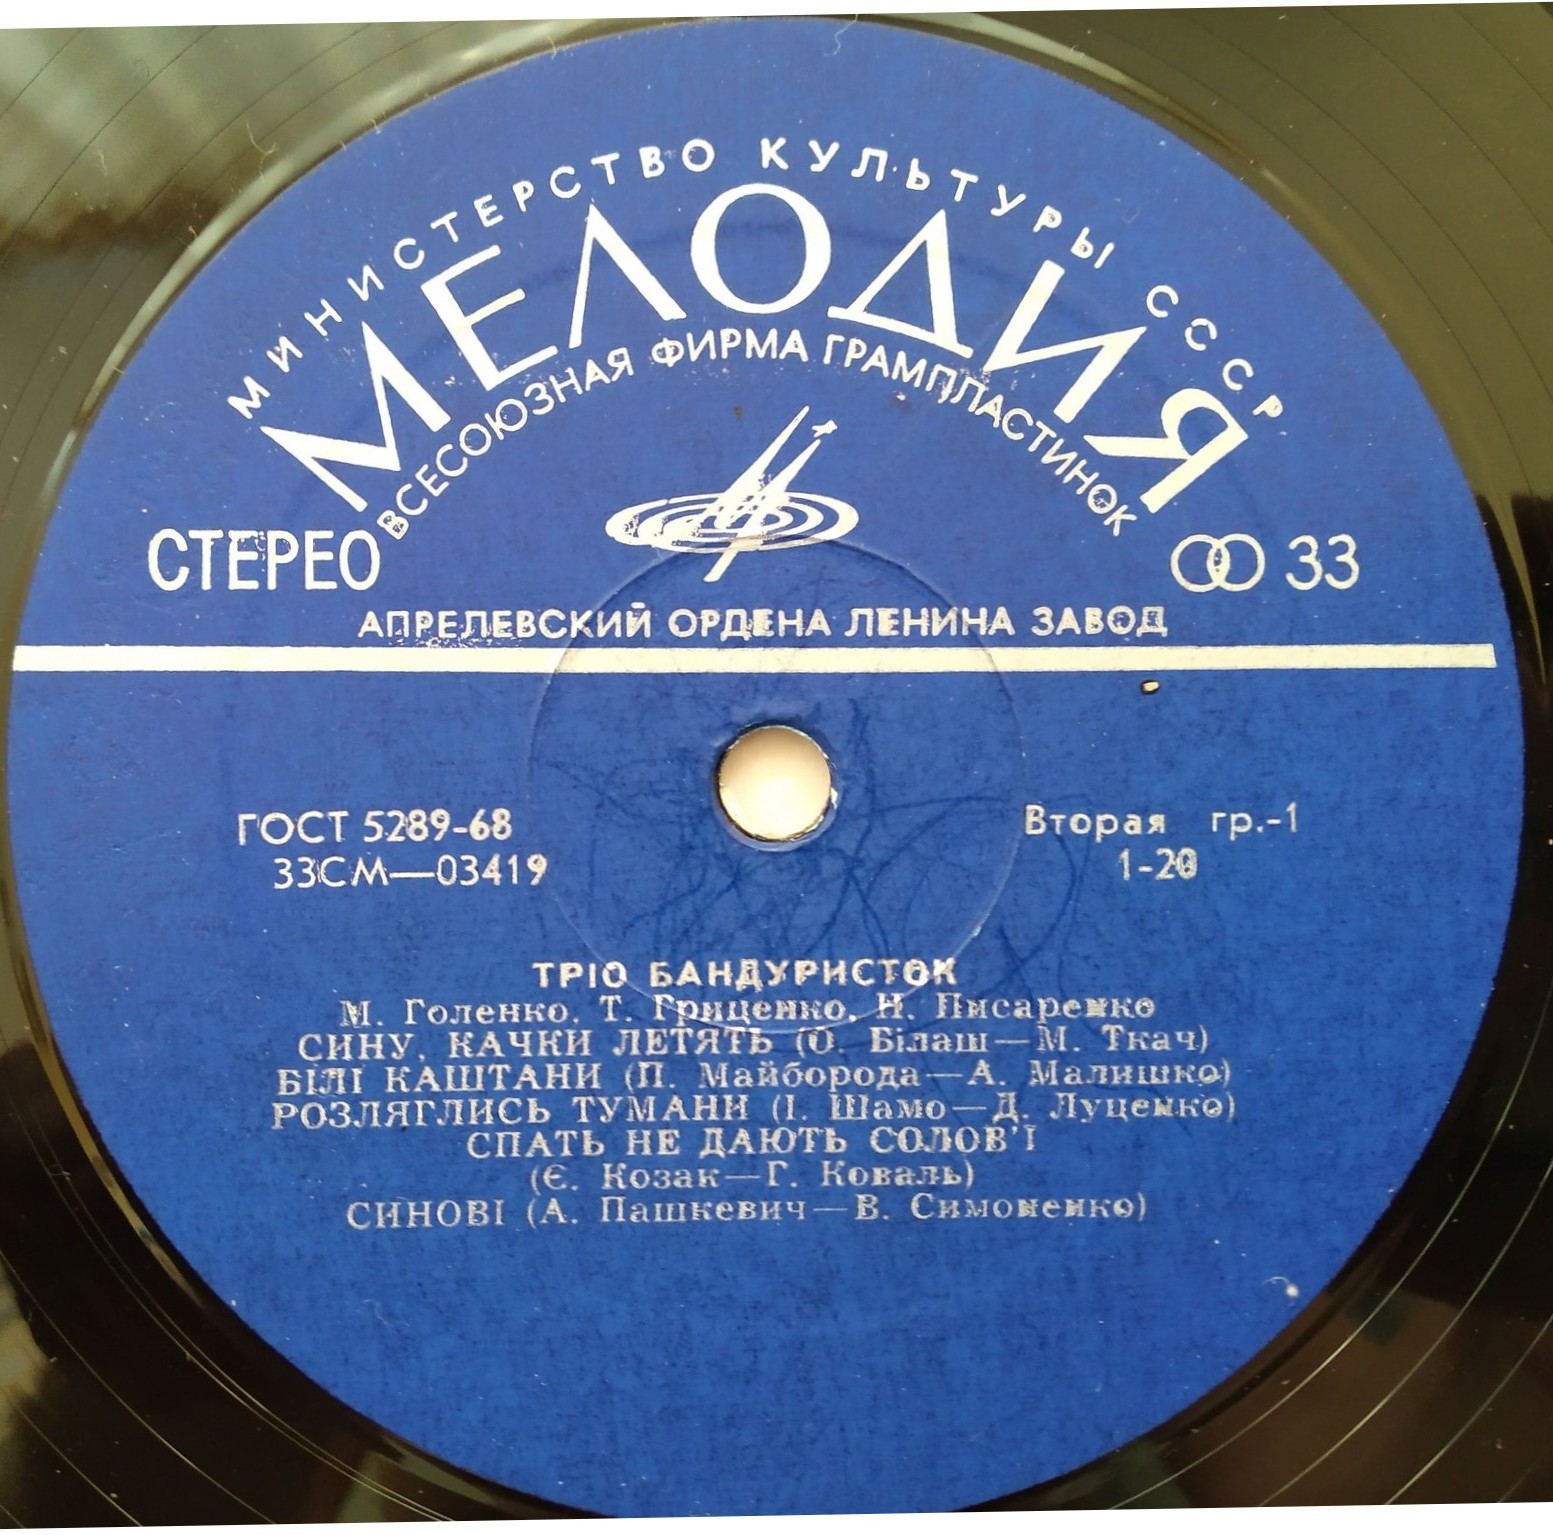 МИНИСТЕРСТВО КУЛЬТУРЫ СССР
МЕЛОДИЯ
ВСЕСОЮЗНАЯ ФИРМА ГРАМПЛАСТИНОК
СТЕРЕО
33
АПРЕЛЕВСКИЙ ОРДЕНА ЛЕНИНА ЗАВОД
ГОСТ 5289-68
33СМ—03419
Вторая гр.-1
1-20
ТРІО БАНДУРИСТОК
М. Голенко, Т. Гриценко, Н. Писаренко
СИНУ, КАЧКИ ЛЕТЯТЬ (О. Білаш—М. Ткач)
БІЛІ КАШТАНИ (П. Майборода—А. Малишко)
РОЗЛЯГЛИСЬ ТУМАНИ (І. Шамо—Д. Луценко)
СПАТЬ НЕ ДАЮТЬ СОЛОВ'Ї
(Є. Козак—Г. Коваль)
СИНОВІ (А. Пашкевич—В. Симоненко)